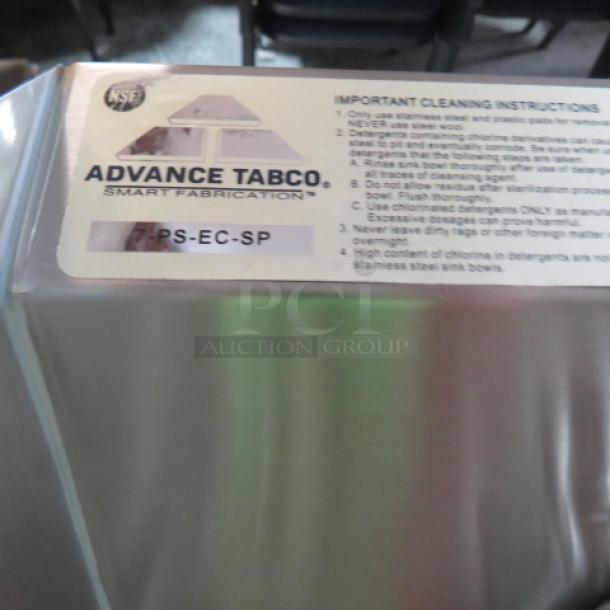 NSF
ADVANCE TABCO®
SMART FABRICATION™
7-PS-EC-SP
IMPORTANT CLEANING INSTRUCTIONS
1. Only use stainless steel and plastic pads for remov
NEVER use steel wool.
2. Detergents containing chlorine derivatives can cau
steel to pit and eventually corrode. Be sure when u
detergents that the following steps are taken.
A. Rinse sink bowl thoroughly after use of deterge
all traces of cleansing agent.
B. Do not allow residue after sterilization proces
bowl. Flush thoroughly.
C. Use chlorinated detergents ONLY as manuf
Excessive dosages can prove harmful.
3. Never leave dirty rags or other foreign matter
overnight.
4. High content of chlorine in detergents are not
stainless steel sink bowls.
PCI
AUCTION GROUP